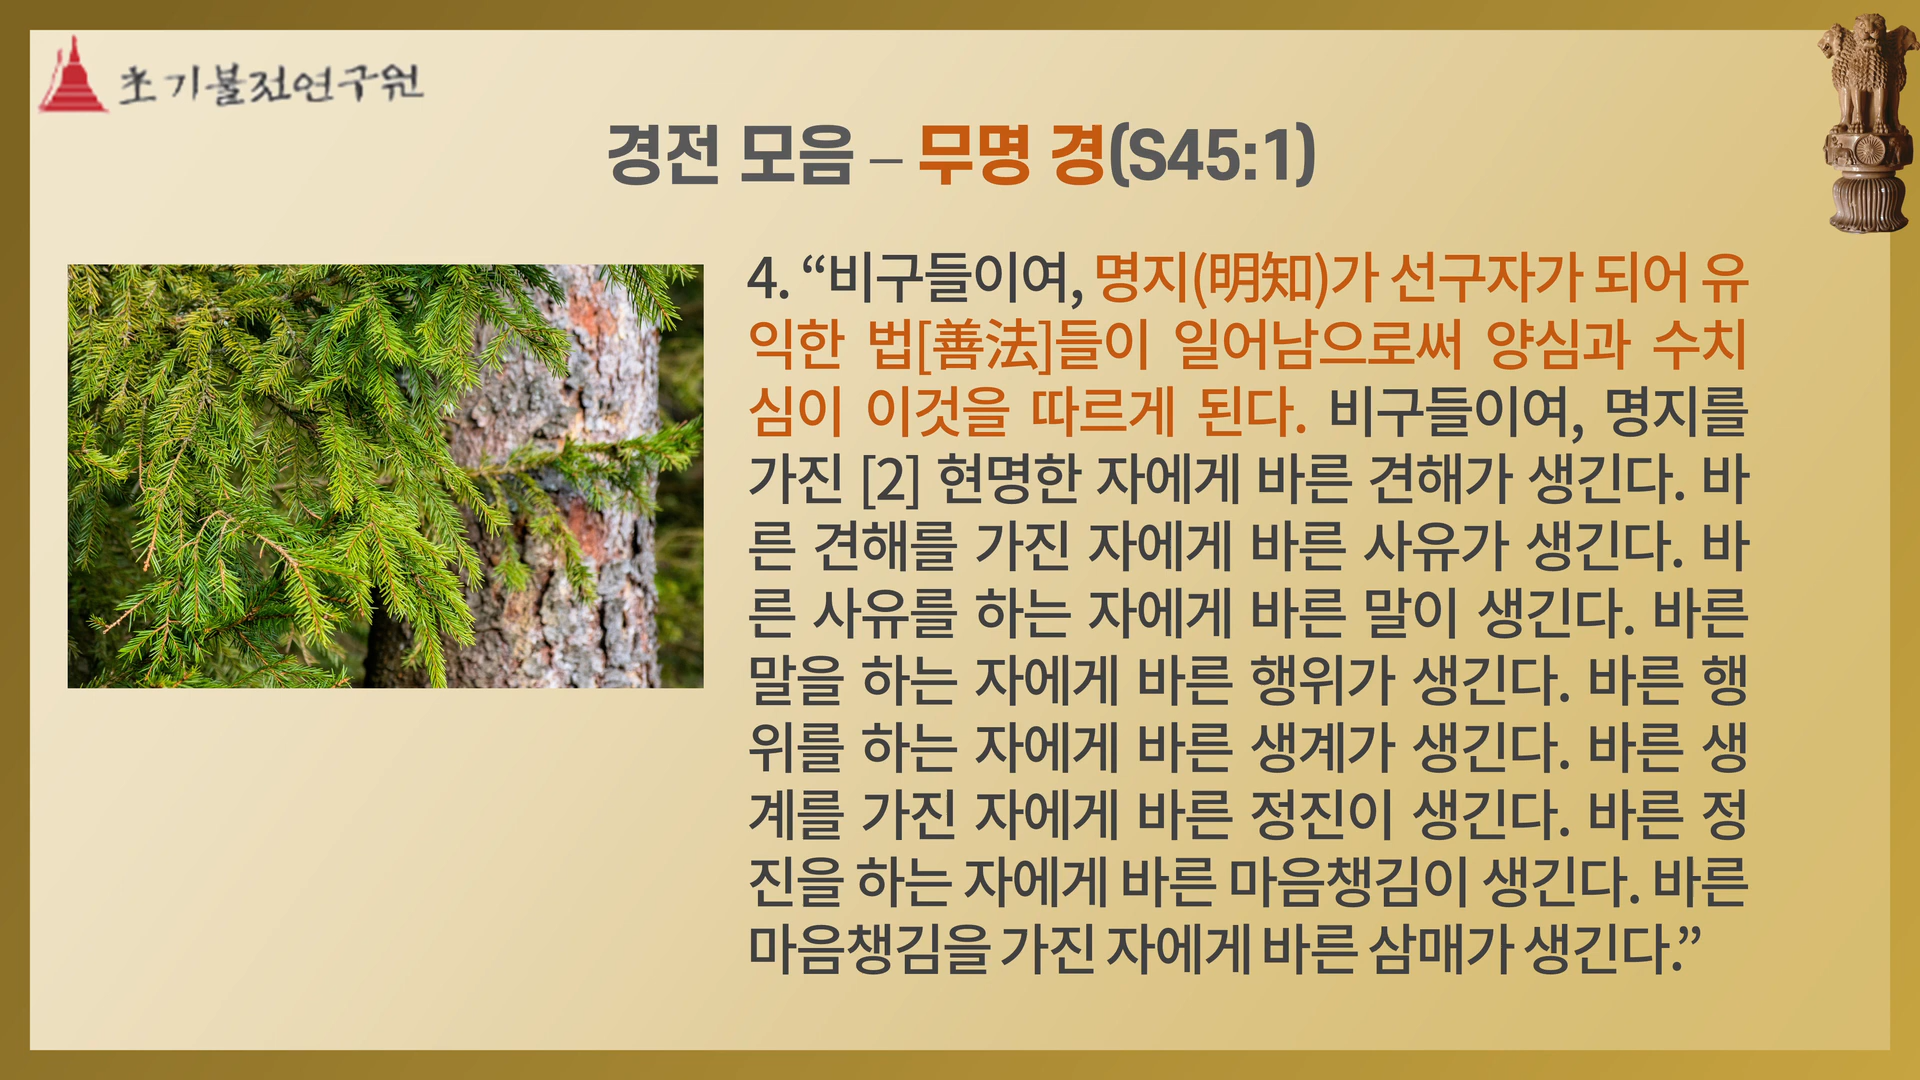 초기불전연구원
경전 모음 – 무명 경(S45:1)
4. “비구들이여, 명지(明知)가 선구자가 되어 유
익한 법[善法]들이 일어남으로써 양심과 수치
심이 이것을 따르게 된다. 비구들이여, 명지를
가진 [2] 현명한 자에게 바른 견해가 생긴다. 바
른 견해를 가진 자에게 바른 사유가 생긴다. 바
른 사유를 하는 자에게 바른 말이 생긴다. 바른
말을 하는 자에게 바른 행위가 생긴다. 바른 행
위를 하는 자에게 바른 생계가 생긴다. 바른 생
계를 가진 자에게 바른 정진이 생긴다. 바른 정
진을 하는 자에게 바른 마음챙김이 생긴다. 바른
마음챙김을 가진 자에게 바른 삼매가 생긴다.”